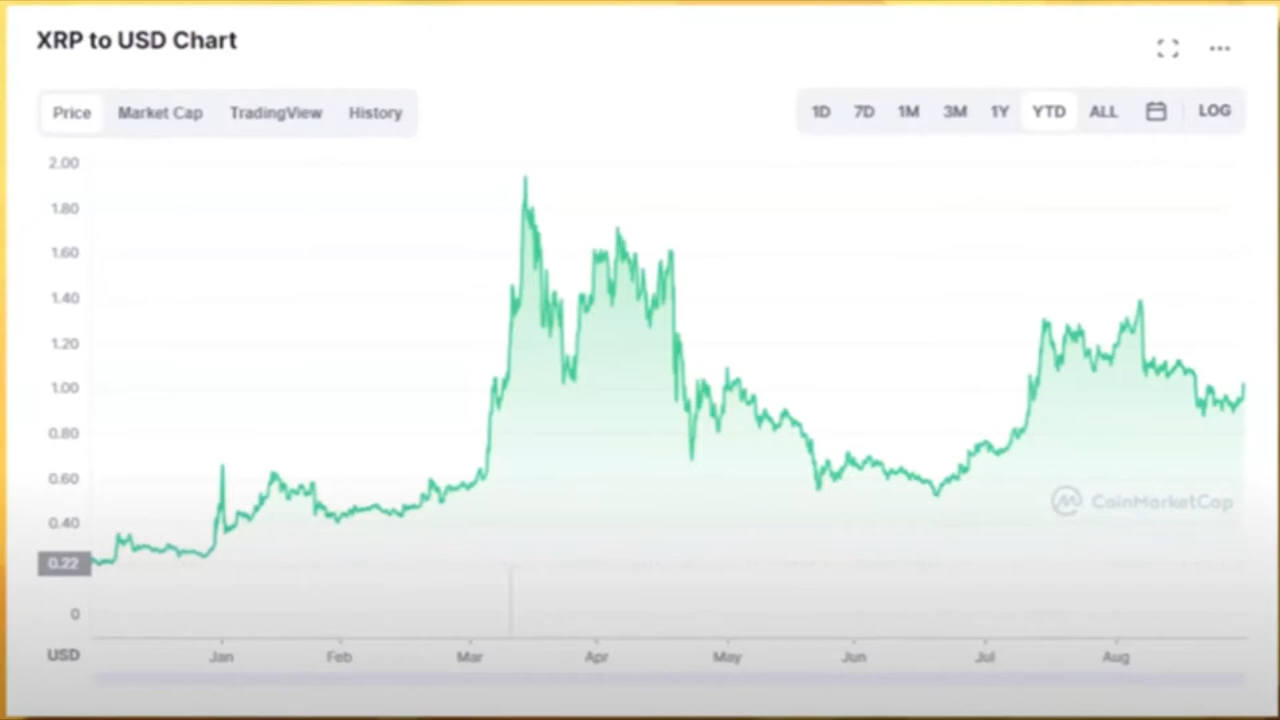 XRP to USD Chart
Price Market Cap TradingView History
1D 7D 1M 3M 1Y YTD ALL LOG
2.00
1.80
1.60
1.40
1.20
1.00
0.80
0.60
CoinMarketCap
0.40
0.22
0
USD Jan Feb Mar Apr May Jun Jul Aug